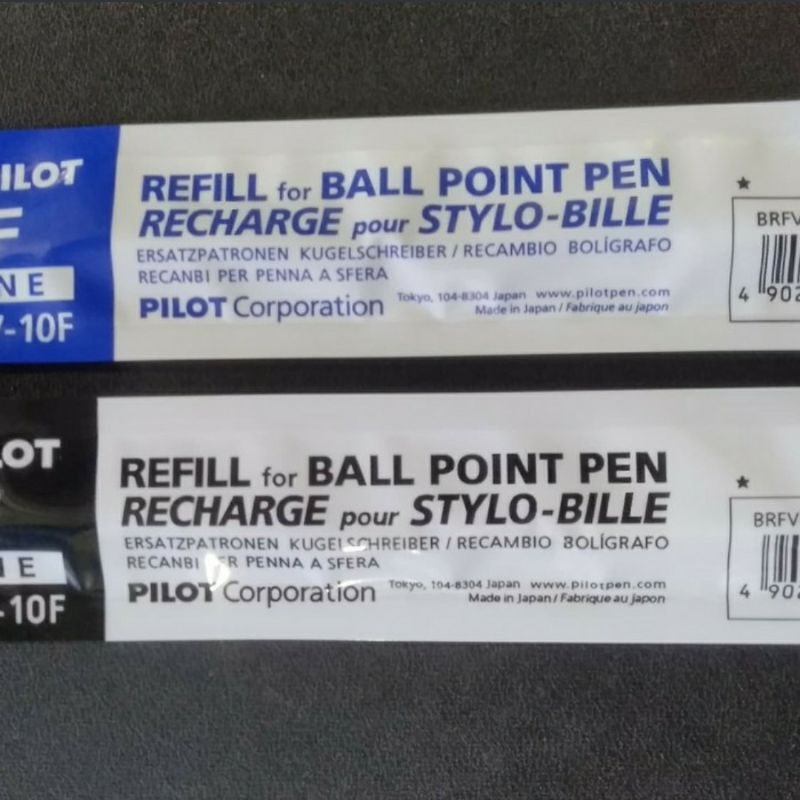 PILOT
F
NE
-10F
REFILL for BALL POINT PEN
RECHARGE pour STYLO-BILLE
ERSATZPATRONEN KUGELSCHREIBER / RECAMBIO BOLÍGRAFO
RECANBI PER PENNA A SFERA
PILOT Corporation
Tokyo, 104-8304 Japan www.pilotpen.com
Made in Japan / Fabrique au japon
★
BRFV
4 902
LOT
E
-10F
REFILL for BALL POINT PEN
RECHARGE pour STYLO-BILLE
ERSATZPATRONEN KUGELSCHREIBER / RECAMBIO BOLÍGRAFO
RECANBI PER PENNA A SFERA
PILOT Corporation
Tokyo, 104-8304 Japan www.pilotpen.com
Made in Japan / Fabrique au japon
★
BRFV
4 902